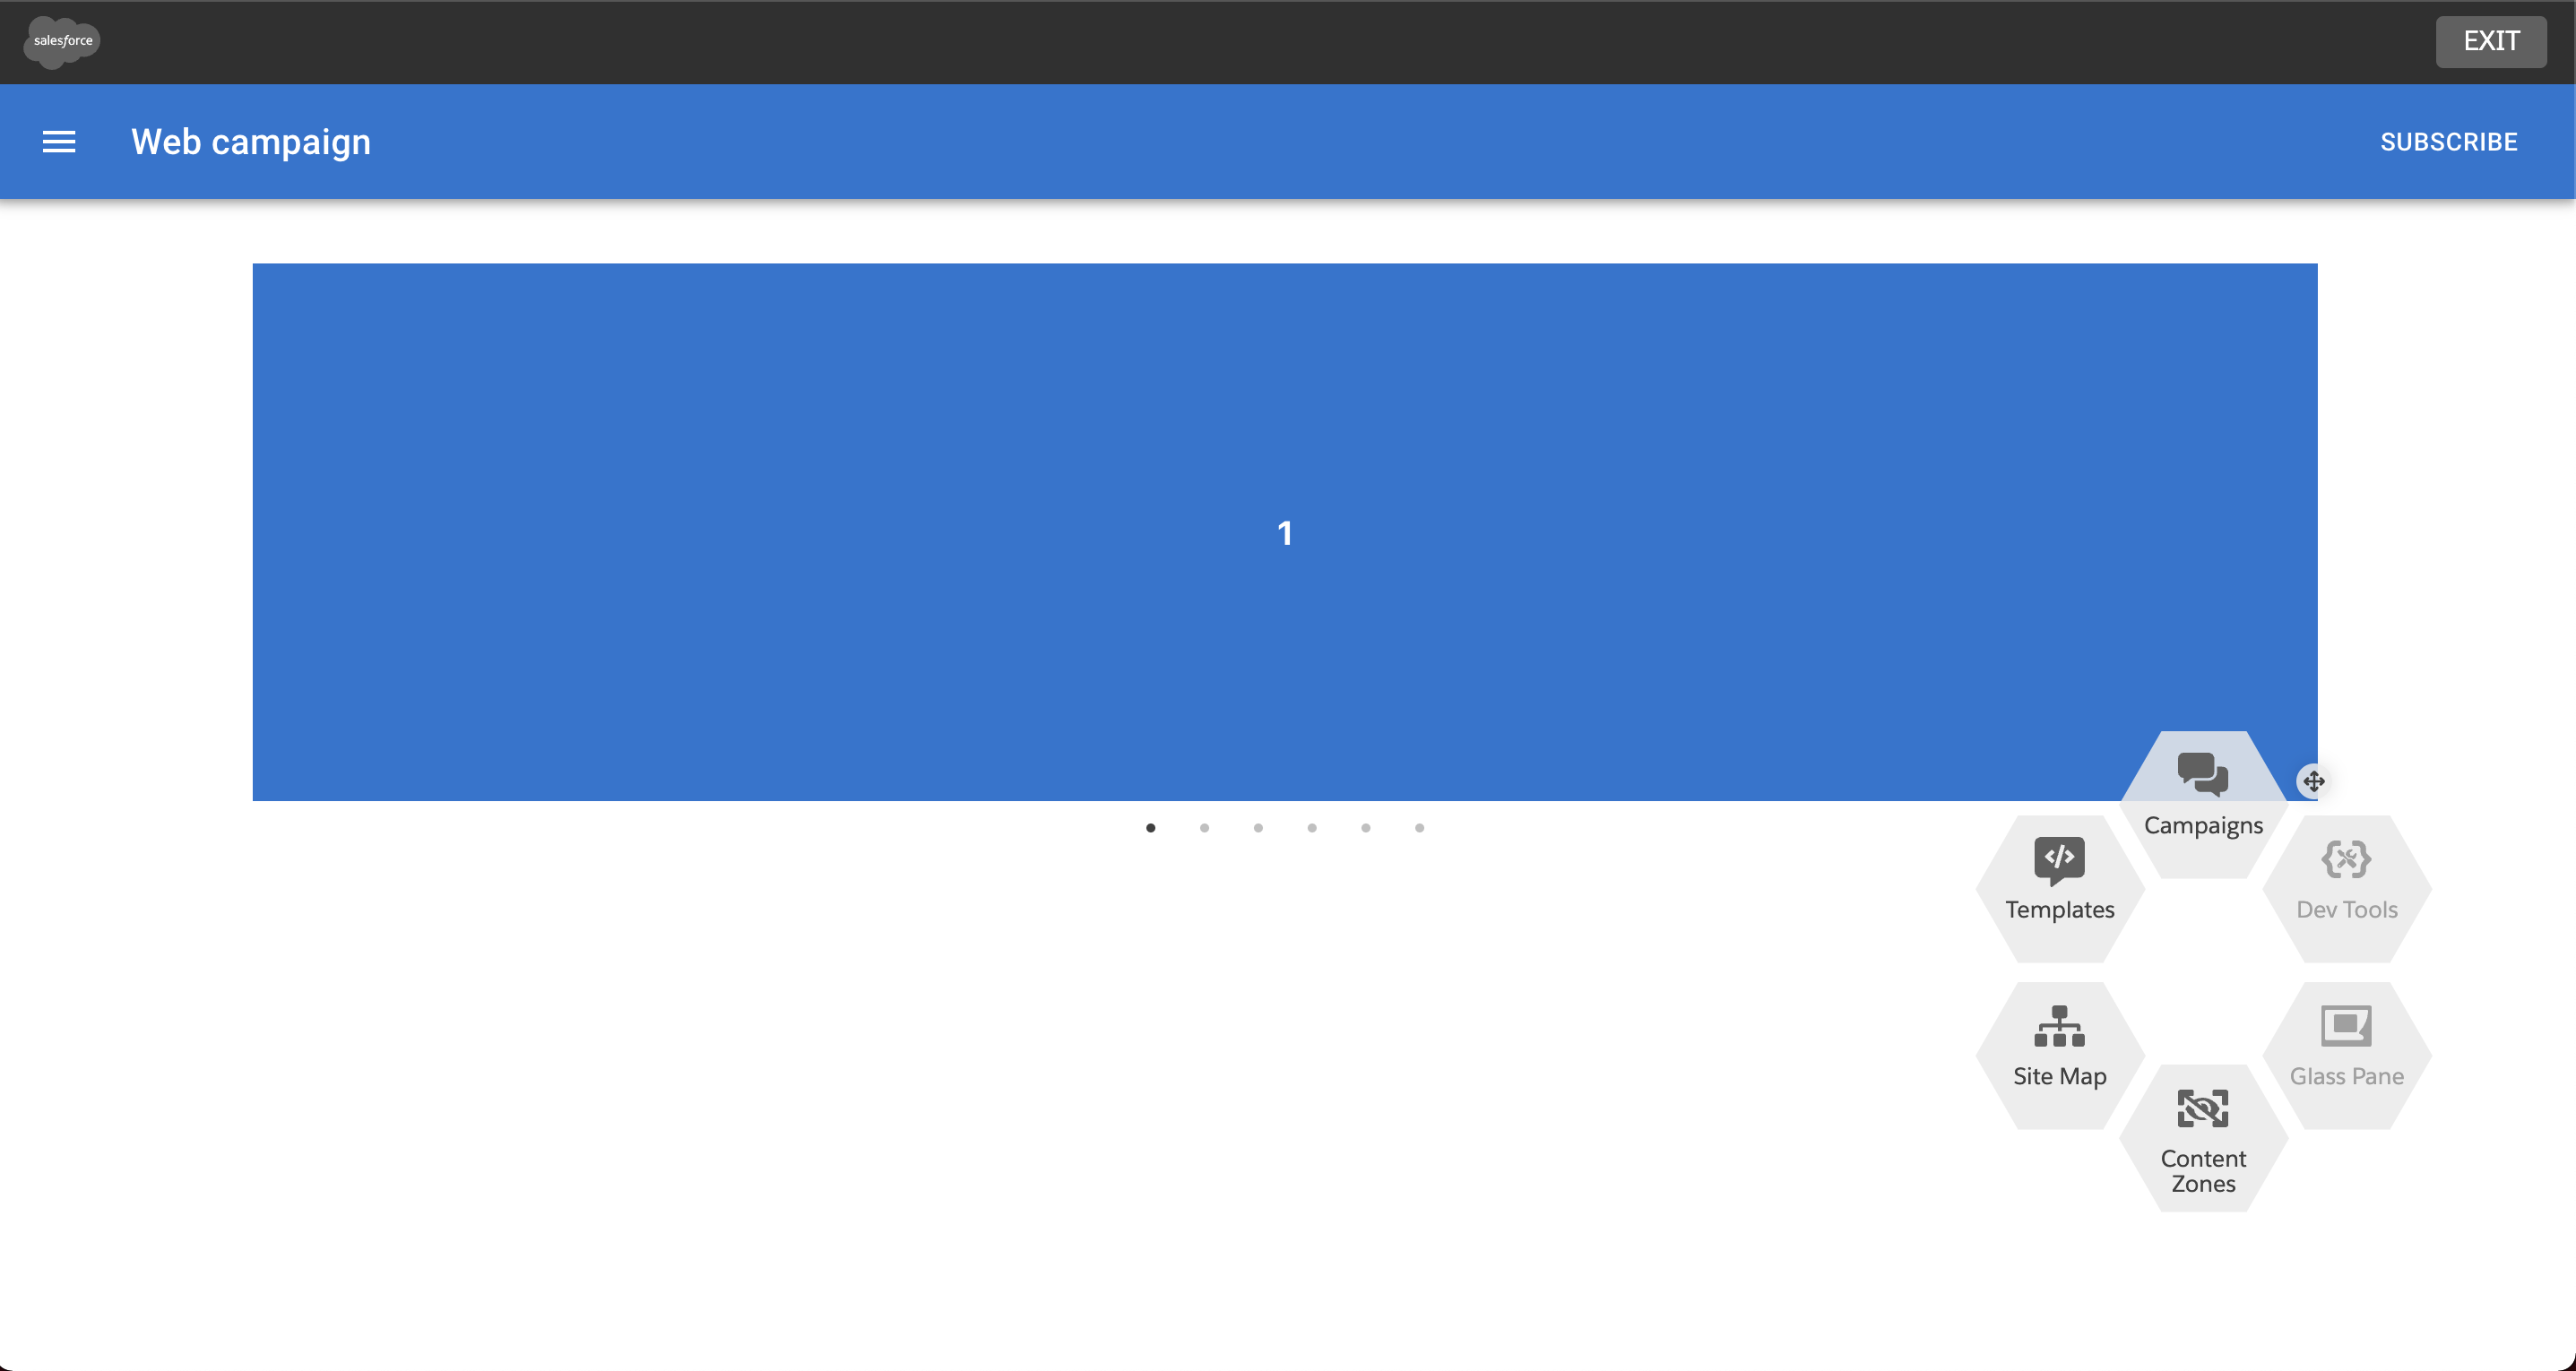 salesforce
EXIT
Web campaign
SUBSCRIBE
1
Campaigns
Templates
Dev Tools
Site Map
Glass Pane
Content
Zones